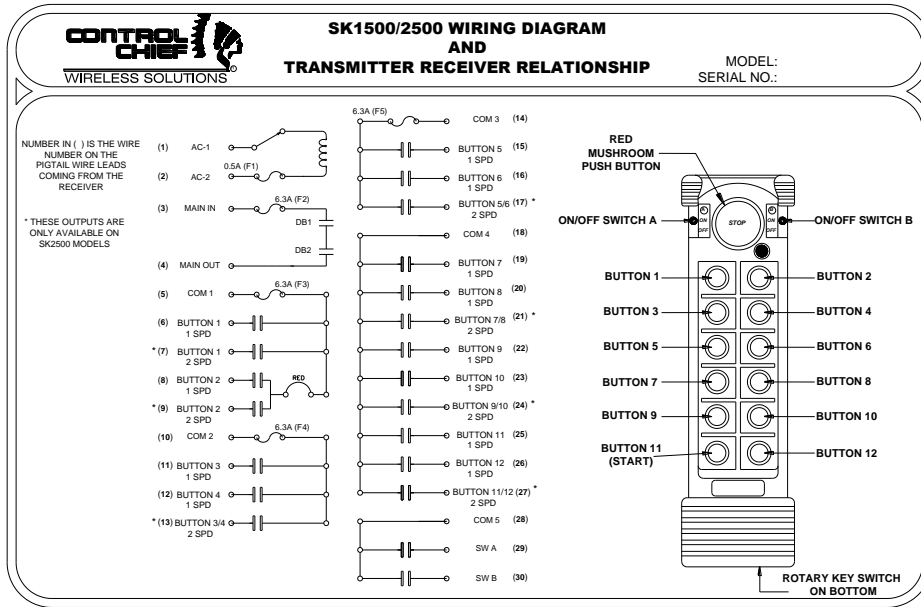 CONTROL
CHIEF
WIRELESS SOLUTIONS
SK1500/2500 WIRING DIAGRAM
AND
TRANSMITTER RECEIVER RELATIONSHIP
MODEL:
SERIAL NO.:
NUMBER IN ( ) IS THE WIRE
NUMBER ON THE
PIGTAIL WIRE LEADS
COMING FROM THE
RECEIVER
* THESE OUTPUTS ARE
ONLY AVAILABLE ON
SK2500 MODELS
(1) AC-1
0.5A (F1)
(2) AC-2
(3) MAIN IN
6.3A (F2)
DB1
DB2
(4) MAIN OUT
(5) COM 1
6.3A (F3)
(6) BUTTON 1
1 SPD
* (7) BUTTON 1
2 SPD
(8) BUTTON 2
1 SPD
RED
* (9) BUTTON 2
2 SPD
(10) COM 2
6.3A (F4)
(11) BUTTON 3
1 SPD
(12) BUTTON 4
1 SPD
* (13) BUTTON 3/4
2 SPD
6.3A (F5)
COM 3 (14)
BUTTON 5 (15)
1 SPD
BUTTON 6 (16)
1 SPD
BUTTON 5/6 (17) *
2 SPD
COM 4 (18)
BUTTON 7 (19)
1 SPD
BUTTON 8 (20)
1 SPD
BUTTON 7/8 (21) *
2 SPD
BUTTON 9 (22)
1 SPD
BUTTON 10 (23)
1 SPD
BUTTON 9/10 (24) *
2 SPD
BUTTON 11 (25)
1 SPD
BUTTON 12 (26)
1 SPD
BUTTON 11/12 (27) *
2 SPD
COM 5 (28)
SW A (29)
SW B (30)
RED
MUSHROOM
PUSH BUTTON
ON/OFF SWITCH A
A
ON
OFF
STOP
B
ON
OFF
ON/OFF SWITCH B
BUTTON 1
BUTTON 2
BUTTON 3
BUTTON 4
BUTTON 5
BUTTON 6
BUTTON 7
BUTTON 8
BUTTON 9
BUTTON 10
BUTTON 11
(START)
BUTTON 12
ROTARY KEY SWITCH
ON BOTTOM